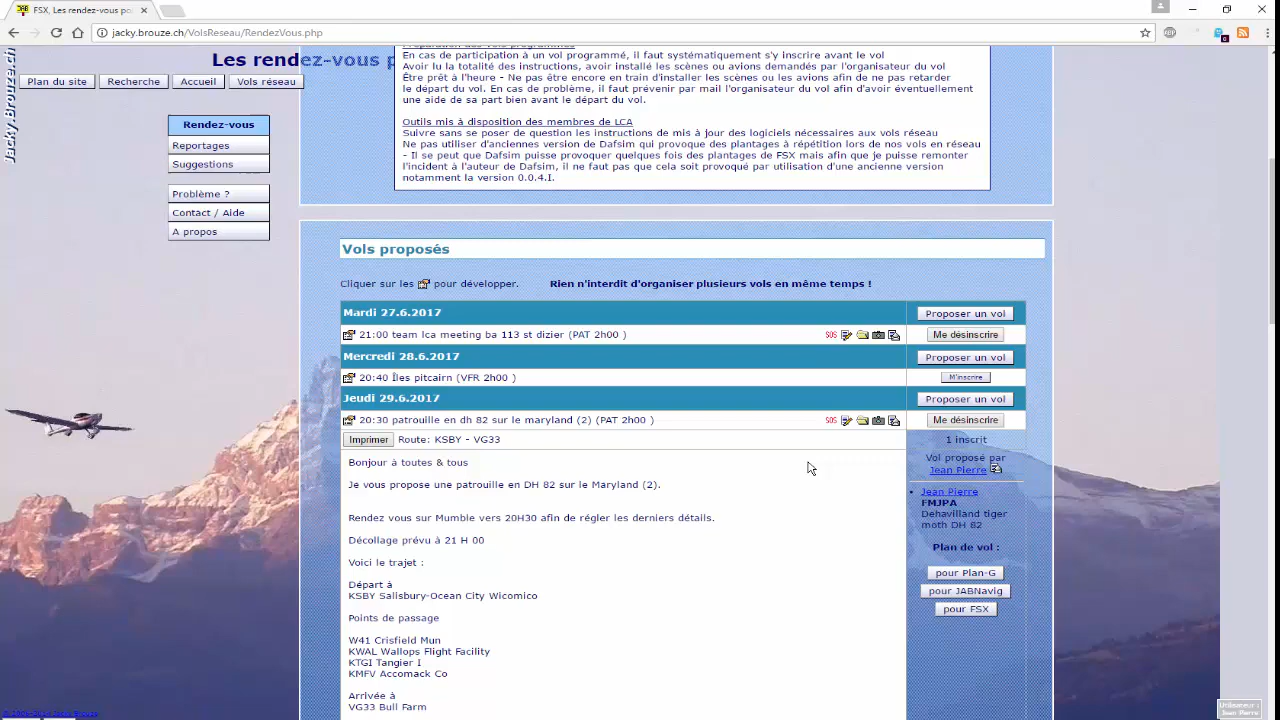 FSX, Les rendez-vous po
jacky.brouze.ch/VolsReseau/RendezVous.php
Jacky Brouze.ch
Les rendez-vous p
Plan du site
Recherche
Accueil
Vols réseau
Rendez-vous
Reportages
Suggestions
Problème ?
Contact / Aide
A propos
Préparation des vols programmés
En cas de participation à un vol programmé, il faut systématiquement s'y inscrire avant le vol
Avoir lu la totalité des instructions, avoir installé les scènes ou avions demandés par l'organisateur du vol
Être prêt à l'heure - Ne pas être encore en train d'installer les scènes ou les avions afin de ne pas retarder
le départ du vol. En cas de problème, il faut prévenir par mail l'organisateur du vol afin d'avoir éventuellement
une aide de sa part bien avant le départ du vol.
Outils mis à disposition des membres de LCA
Suivre sans se poser de question les instructions de mis à jour des logiciels nécessaires aux vols réseau
Ne pas utiliser d'anciennes version de Dafsim qui provoque des plantages à répétition lors de nos vols en réseau
- Il se peut que Dafsim puisse provoquer quelques fois des plantages de FSX mais afin que je puisse remonter
l'incident à l'auteur de Dafsim, il ne faut pas que cela soit provoqué par utilisation d'une ancienne version
notamment la version 0.0.4.I.
Vols proposés
Cliquer sur les pour développer. Rien n'interdit d'organiser plusieurs vols en même temps !
Mardi 27.6.2017 Proposer un vol
21:00 team lca meeting ba 113 st dizier (PAT 2h00 ) SOS Me désinscrire
Mercredi 28.6.2017 Proposer un vol
20:40 Îles pitcairn (VFR 2h00 ) M'inscrire
Jeudi 29.6.2017 Proposer un vol
20:30 patrouille en dh 82 sur le maryland (2) (PAT 2h00 ) SOS Me désinscrire
Imprimer Route: KSBY - VG33
Bonjour à toutes & tous
Je vous propose une patrouille en DH 82 sur le Maryland (2).
Rendez vous sur Mumble vers 20H30 afin de régler les derniers détails.
Décollage prévu à 21 H 00
Voici le trajet :
Départ à
KSBY Salisbury-Ocean City Wicomico
Points de passage
W41 Crisfield Mun
KWAL Wallops Flight Facility
KTGI Tangier I
KMFV Accomack Co
Arrivée à
VG33 Bull Farm
1 inscrit
Vol proposé par
Jean Pierre
Jean Pierre
FMJPA
Dehavilland tiger
moth DH 82
Plan de vol :
pour Plan-G
pour JABNavig
pour FSX
Utilisateur :
Jean Pierre